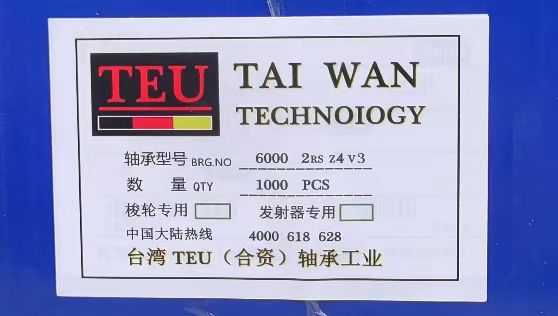 TEU
TAI WAN
TECHNOIOGY
轴承型号 BRG.NO 6000 2RS Z4V3
数 量 QTY 1000 PCS
梭轮专用 发射器专用
中国大陆热线 4000 618 628
台湾 TEU（合资）轴承工业